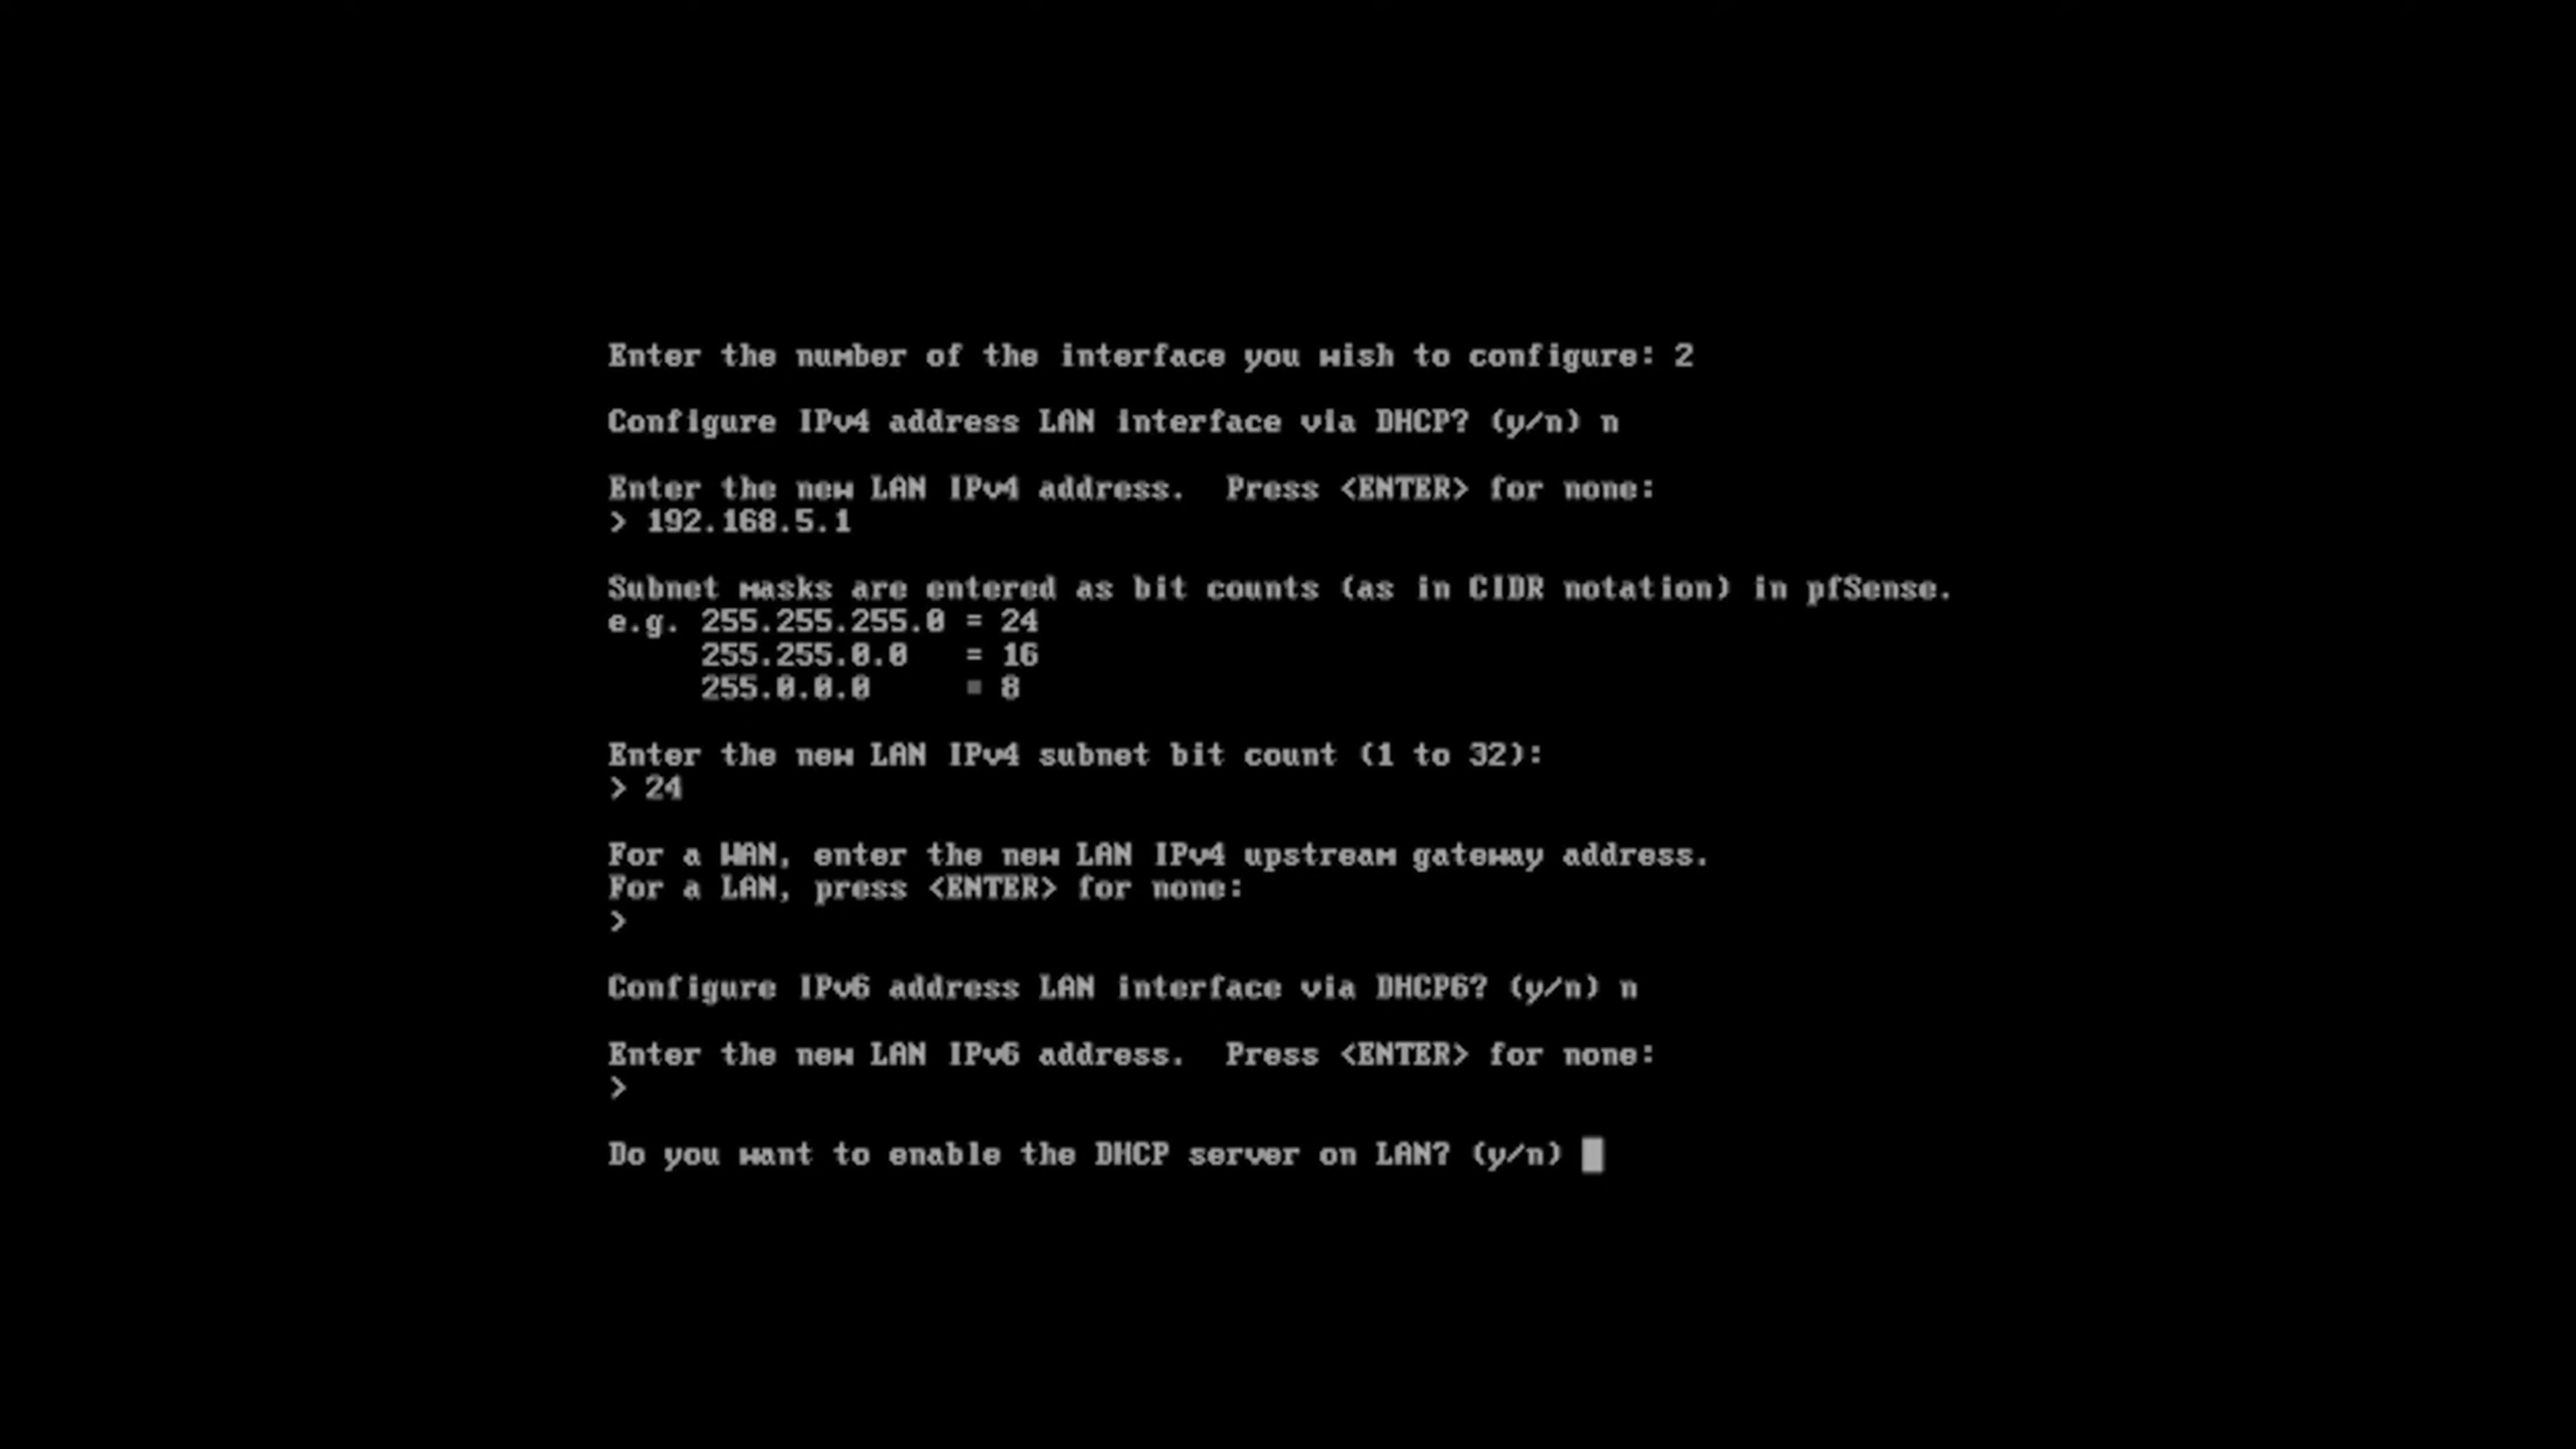 Enter the number of the interface you wish to configure: 2
Configure IPv4 address LAN interface via DHCP? (y/n) n
Enter the new LAN IPv4 address.  Press <ENTER> for none:
> 192.168.5.1
Subnet masks are entered as bit counts (as in CIDR notation) in pfSense.
e.g. 255.255.255.0 = 24
     255.255.0.0   = 16
     255.0.0.0     = 8
Enter the new LAN IPv4 subnet bit count (1 to 32):
> 24
For a WAN, enter the new LAN IPv4 upstream gateway address.
For a LAN, press <ENTER> for none:
>
Configure IPv6 address LAN interface via DHCP6? (y/n) n
Enter the new LAN IPv6 address.  Press <ENTER> for none:
>
Do you want to enable the DHCP server on LAN? (y/n)